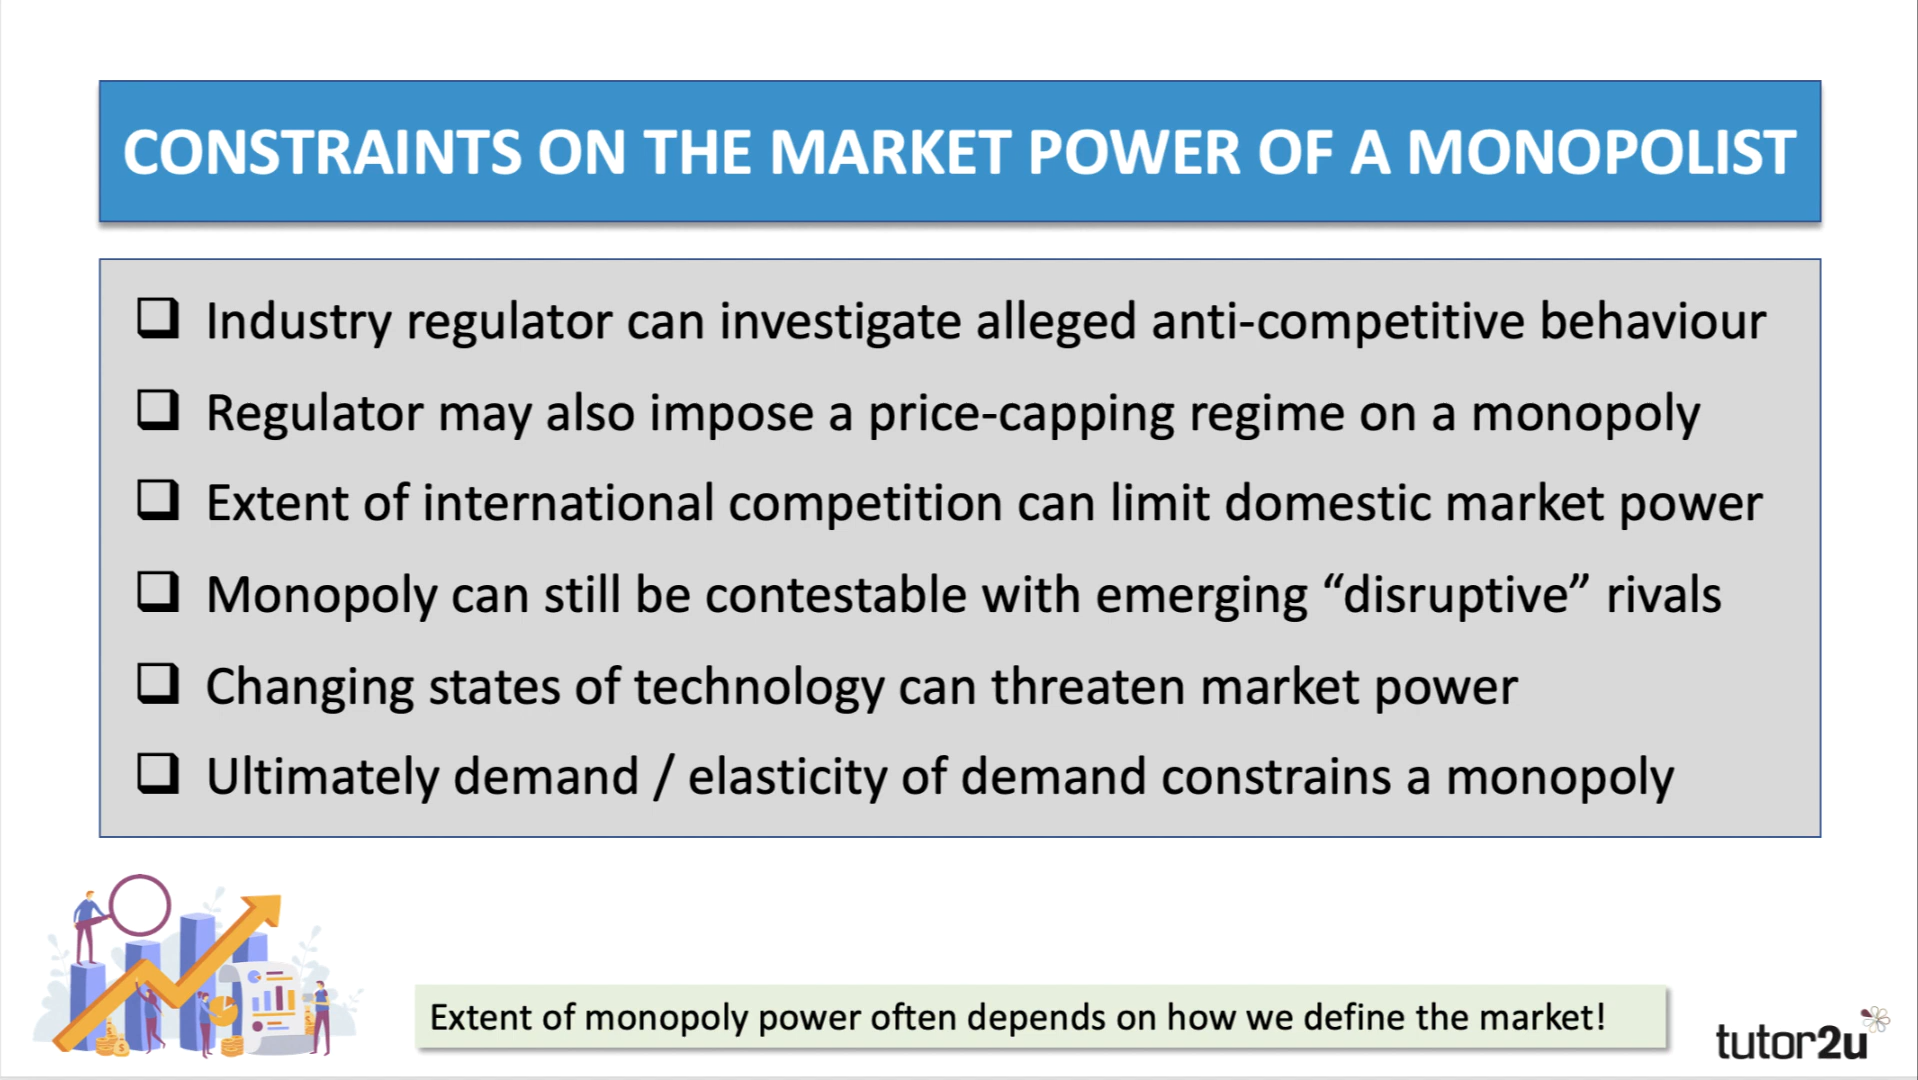 CONSTRAINTS ON THE MARKET POWER OF A MONOPOLIST
Industry regulator can investigate alleged anti-competitive behaviour
Regulator may also impose a price-capping regime on a monopoly
Extent of international competition can limit domestic market power
Monopoly can still be contestable with emerging “disruptive” rivals
Changing states of technology can threaten market power
Ultimately demand / elasticity of demand constrains a monopoly
Extent of monopoly power often depends on how we define the market!
tutor2u